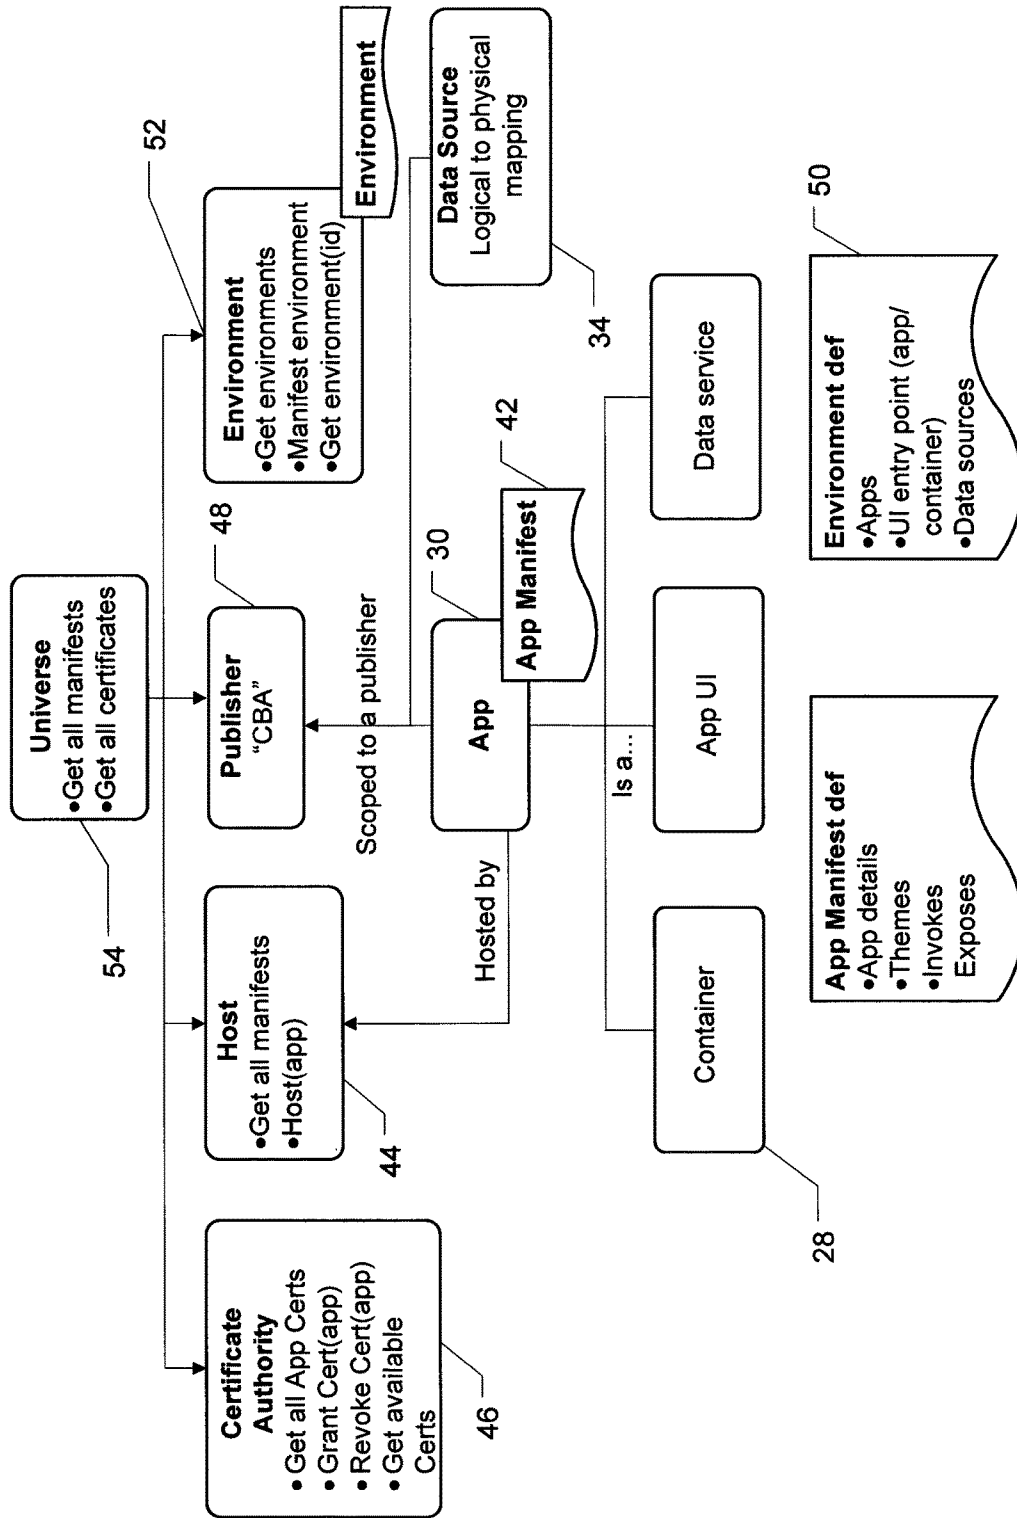 Universe
•Get all manifests
•Get all certificates
54
52
48
Certificate
Authority
• Get all App Certs
• Grant Cert(app)
• Revoke Cert(app)
• Get available
Certs
46
Host
•Get all manifests
•Host(app)
44
Publisher
“CBA”
Environment
•Get environments
•Manifest environment
•Get environment(id)
Environment
Hosted by
Scoped to a publisher
App
30
App Manifest
42
Data Source
Logical to physical
mapping
34
Is a...
Container
28
App UI
Data service
App Manifest def
•App details
•Themes
•Invokes
Exposes
Environment def
•Apps
•UI entry point (app/
container)
•Data sources
50